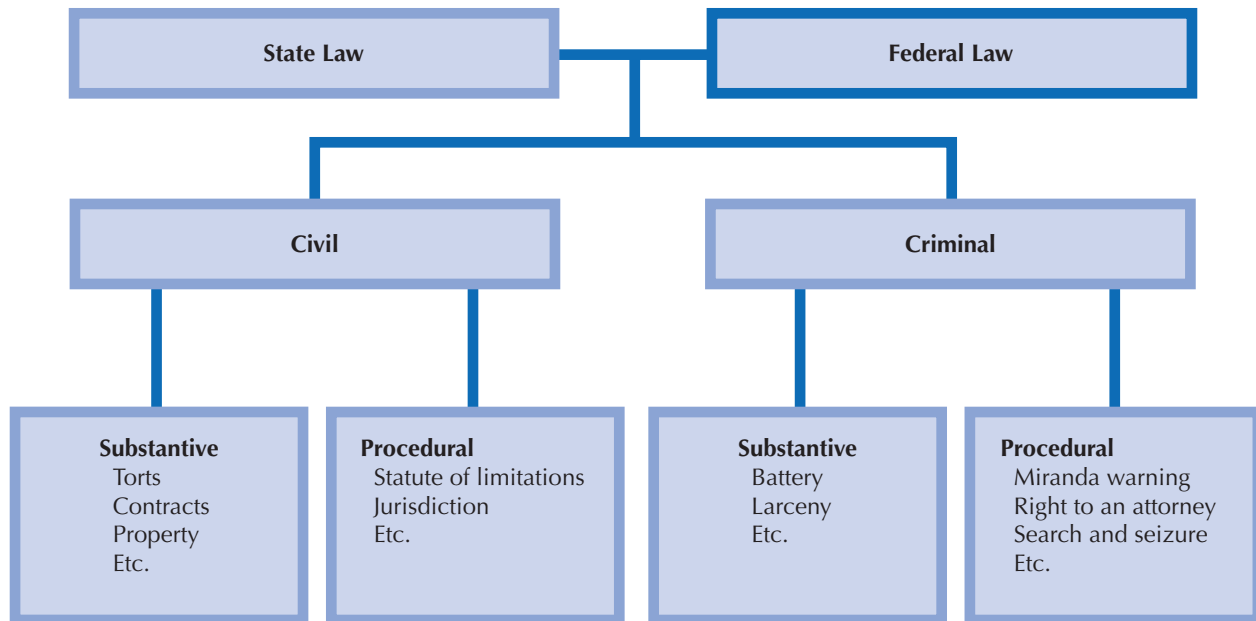 State Law
Federal Law
Civil
Criminal
Substantive
Torts
Contracts
Property
Etc.
Procedural
Statute of limitations
Jurisdiction
Etc.
Substantive
Battery
Larceny
Etc.
Procedural
Miranda warning
Right to an attorney
Search and seizure
Etc.